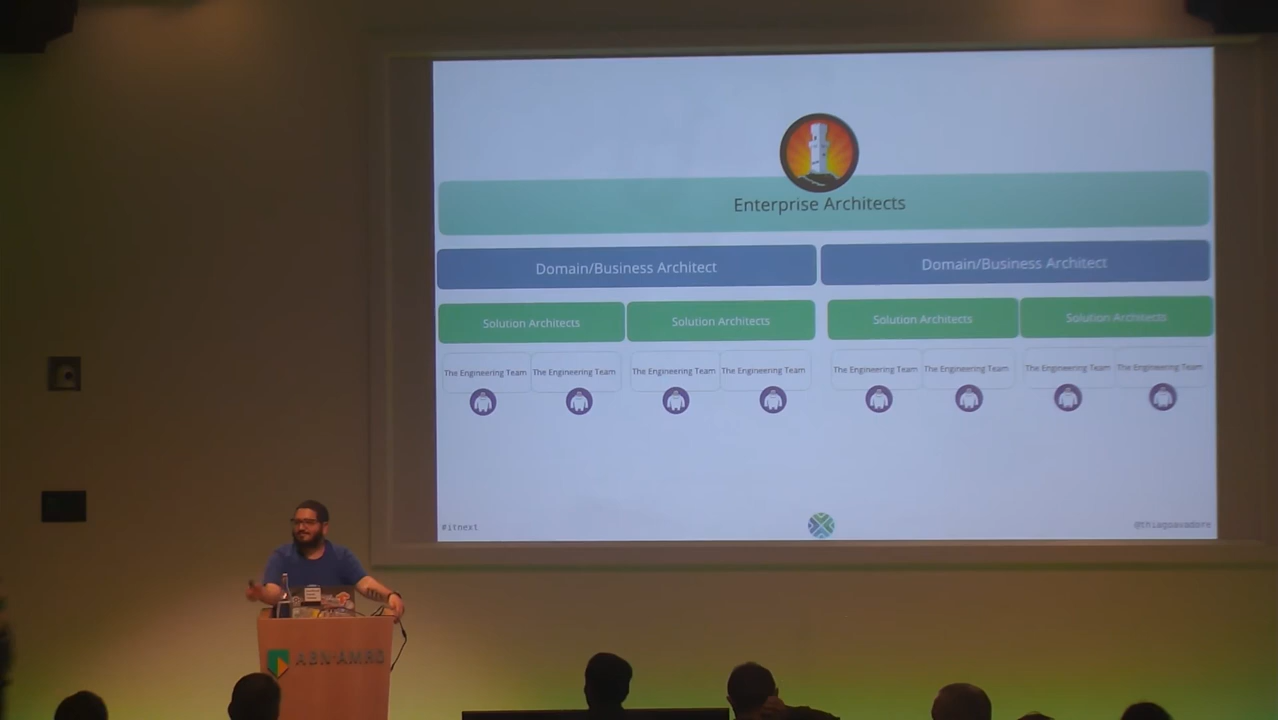 Enterprise Architects
Domain/Business Architect Domain/Business Architect
Solution Architects Solution Architects Solution Architects Solution Architects
The Engineering Team The Engineering Team The Engineering Team The Engineering Team The Engineering Team The Engineering Team The Engineering Team The Engineering Team
#itnext @thiagoavadore
ABN·AMRO